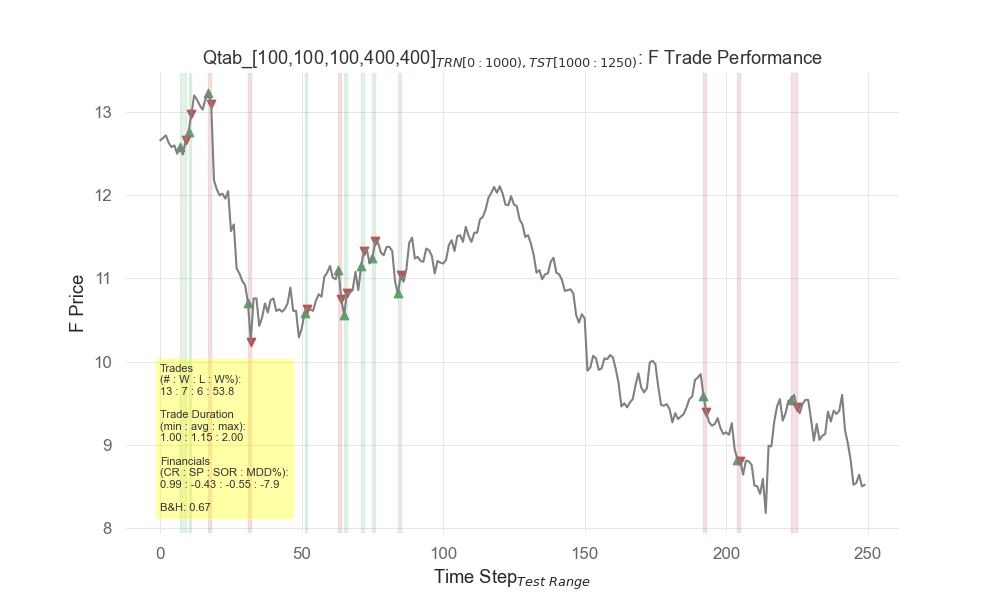 Qtab_[100,100,100,400,400]TRN[0:1000),TST[1000:1250): F Trade Performance
F Price
13
12
11
10
9
8
Trades
(# : W : L : W%):
13 : 7 : 6 : 53.8
Trade Duration
(min : avg : max):
1.00 : 1.15 : 2.00
Financials
(CR : SP : SOR : MDD%):
0.99 : -0.43 : -0.55 : -7.9
B&H: 0.67
0 50 100 150 200 250
Time StepTest Range